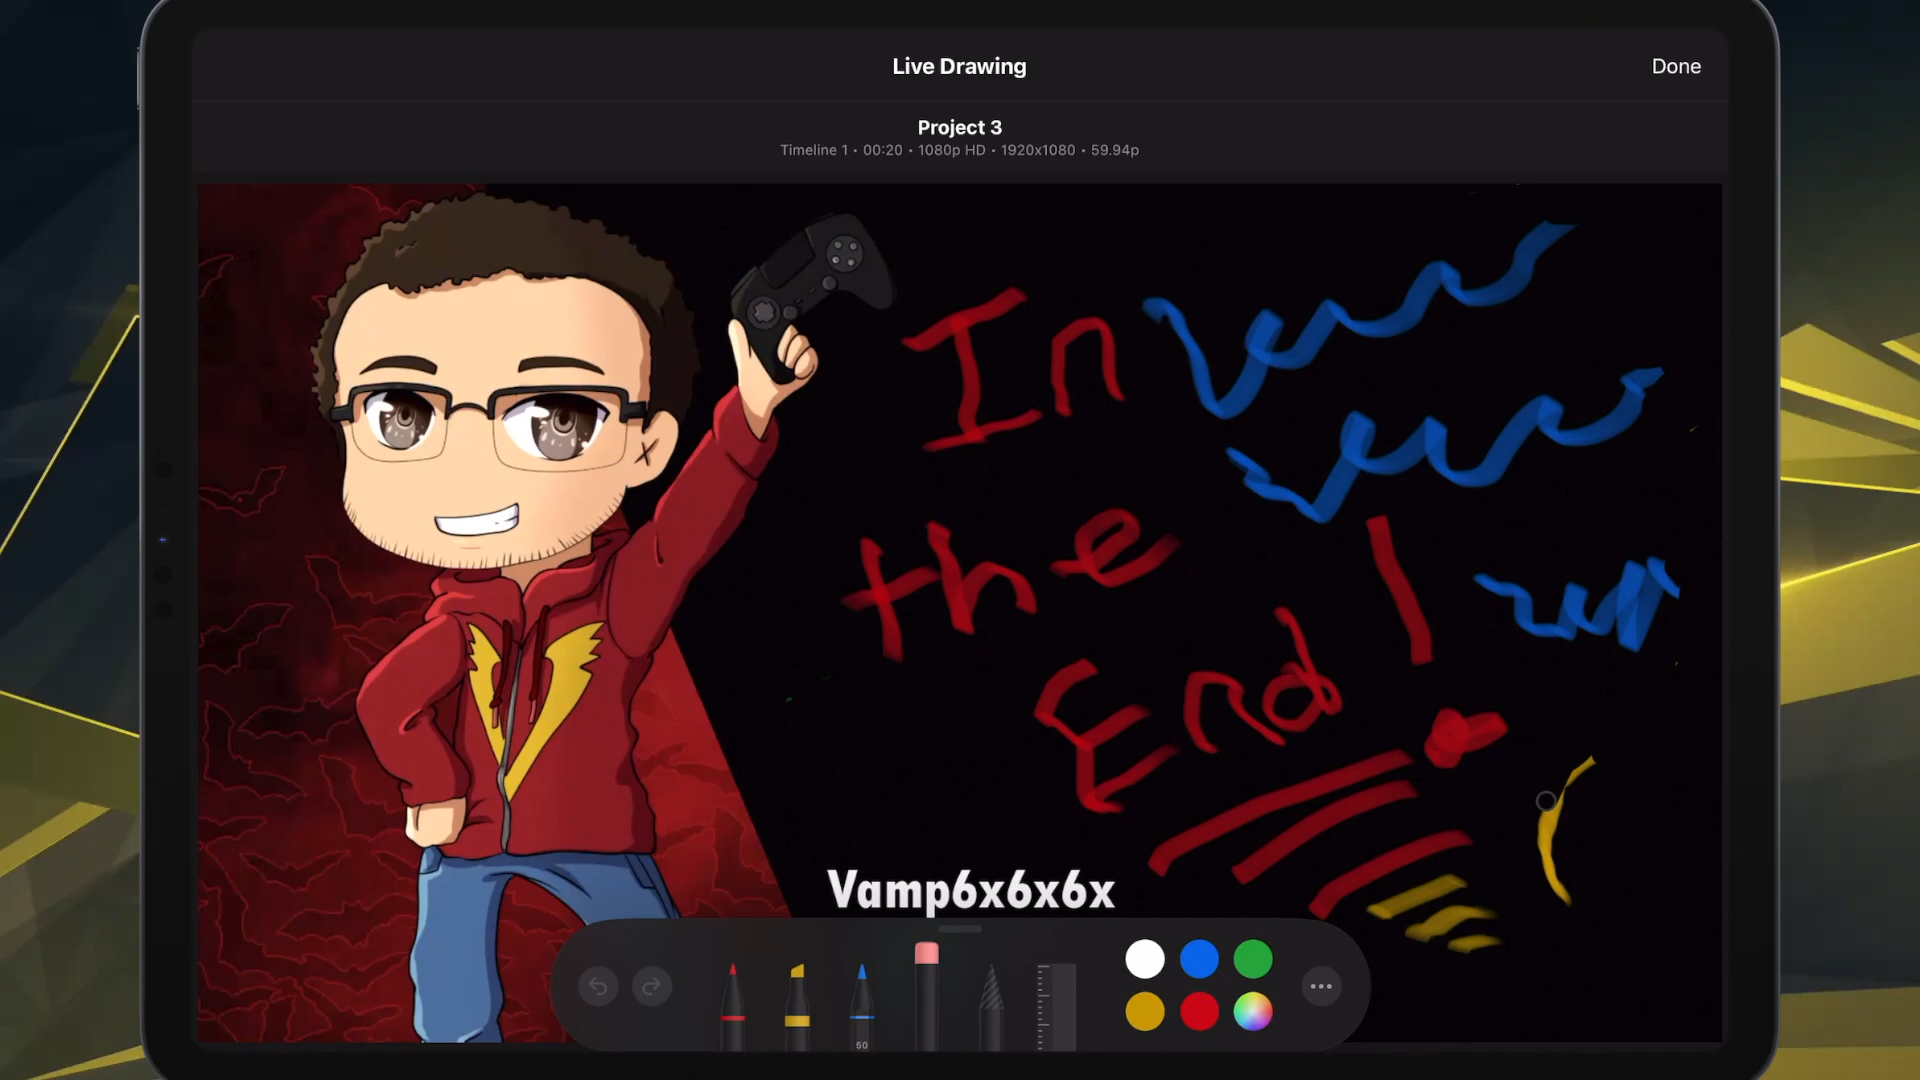 Live Drawing
Done
Project 3
Timeline 1 • 00:20 • 1080p HD • 1920x1080 • 59.94p
In
the
End!
Vamp6x6x6x
50